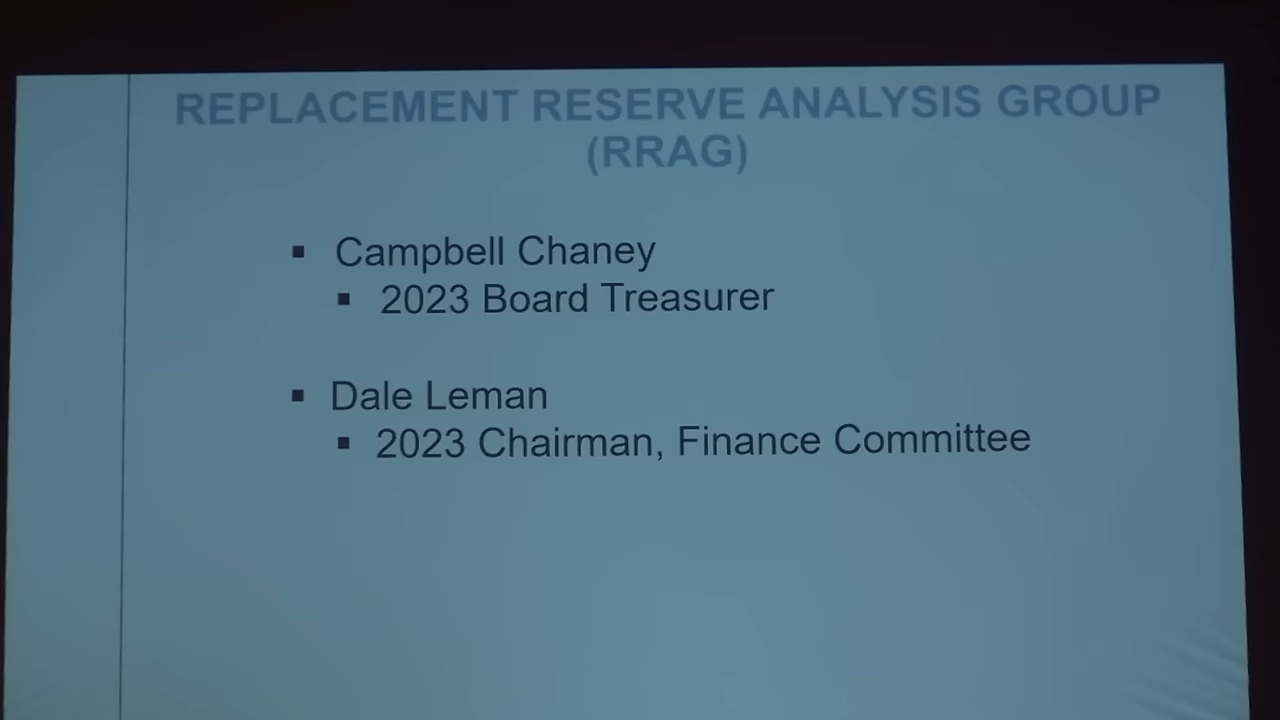 REPLACEMENT RESERVE ANALYSIS GROUP
(RRAG)
▪ Campbell Chaney
▪ 2023 Board Treasurer
▪ Dale Leman
▪ 2023 Chairman, Finance Committee